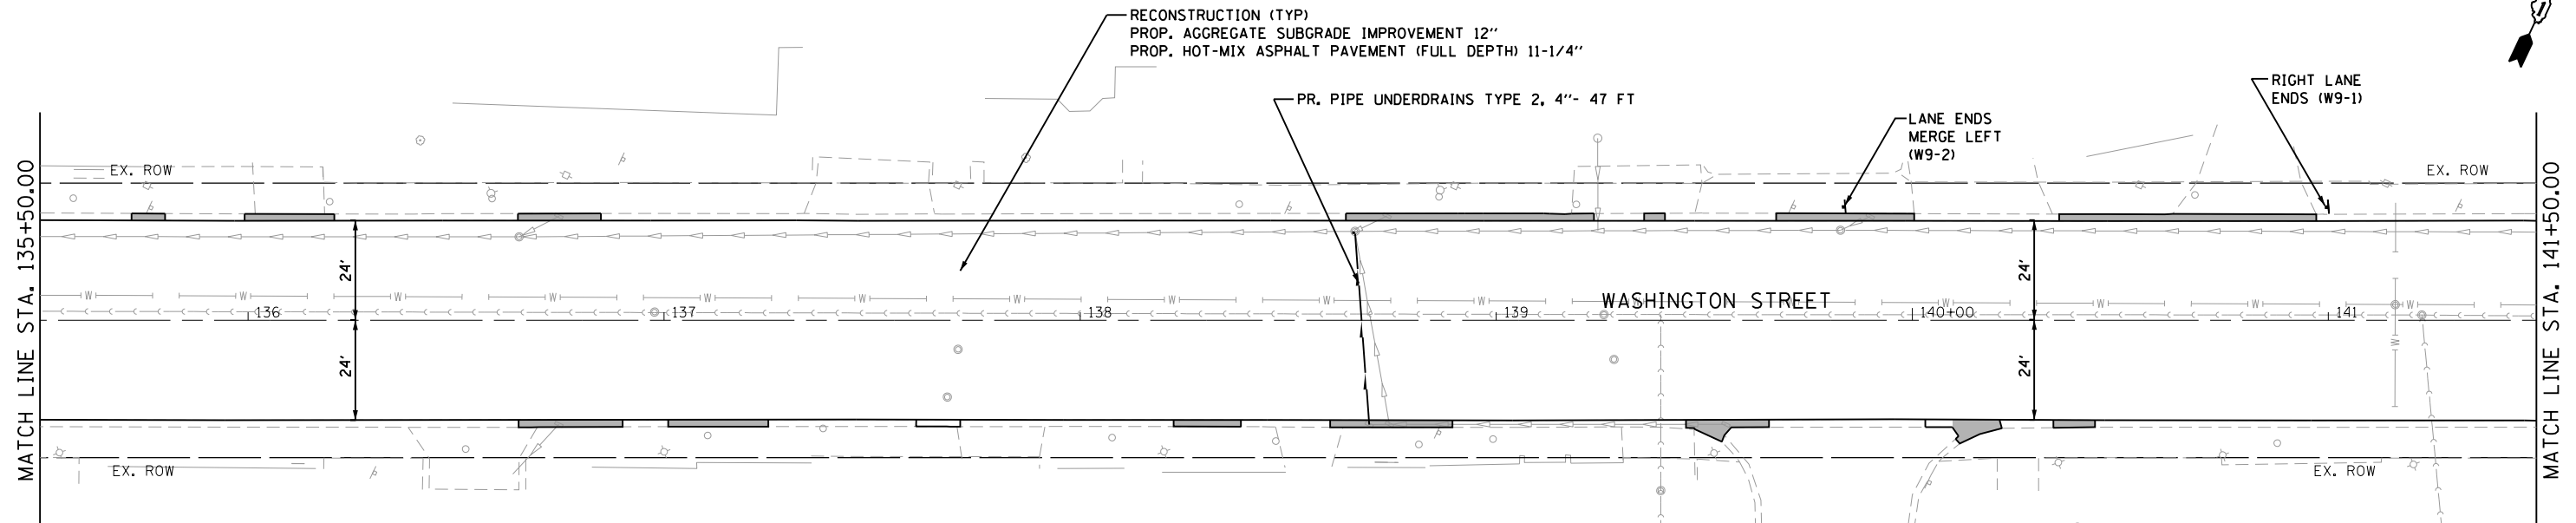 RECONSTRUCTION (TYP)
PROP. AGGREGATE SUBGRADE IMPROVEMENT 12"
PROP. HOT-MIX ASPHALT PAVEMENT (FULL DEPTH) 11-1/4"
PR. PIPE UNDERDRAINS TYPE 2, 4"- 47 FT
RIGHT LANE
ENDS (W9-1)
LANE ENDS
MERGE LEFT
(W9-2)
EX. ROW
EX. ROW
MATCH LINE STA. 135+50.00
MATCH LINE STA. 141+50.00
24'
24'
W W W W W W W W W W W W W W W
WASHINGTON STREET
136
137
138
139
140+00
141
24'
24'
EX. ROW
EX. ROW